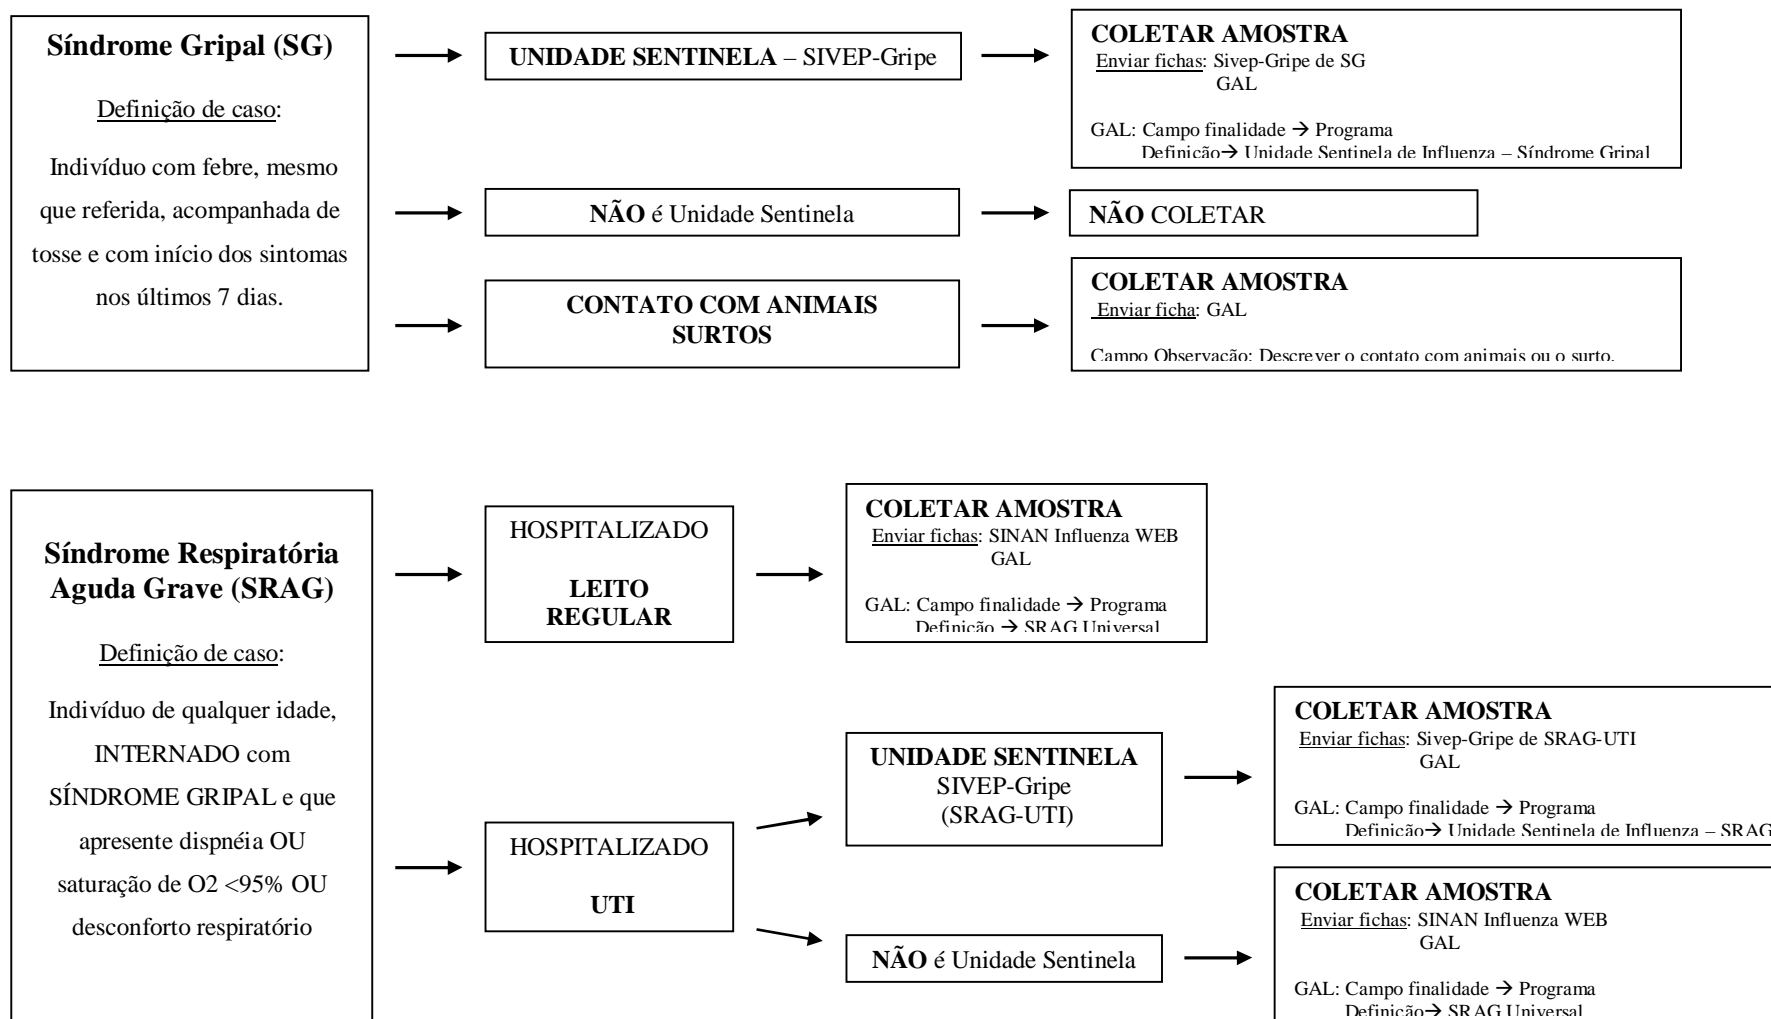 Síndrome Gripal (SG)
Definição de caso:
Indivíduo com febre, mesmo
que referida, acompanhada de
tosse e com início dos sintomas
nos últimos 7 dias.
UNIDADE SENTINELA – SIVEP-Gripe
COLETAR AMOSTRA
Enviar fichas: Sivep-Gripe de SG
GAL
GAL: Campo finalidade → Programa
Definição→ Unidade Sentinela de Influenza – Síndrome Gripal
NÃO é Unidade Sentinela
NÃO COLETAR
CONTATO COM ANIMAIS
SURTOS
COLETAR AMOSTRA
Enviar ficha: GAL
Campo Observação: Descrever o contato com animais ou o surto.
Síndrome Respiratória
Aguda Grave (SRAG)
Definição de caso:
Indivíduo de qualquer idade,
INTERNADO com
SÍNDROME GRIPAL e que
apresente dispnéia OU
saturação de O2 <95% OU
desconforto respiratório
HOSPITALIZADO
LEITO
REGULAR
COLETAR AMOSTRA
Enviar fichas: SINAN Influenza WEB
GAL
GAL: Campo finalidade → Programa
Definição → SRAG Universal
HOSPITALIZADO
UTI
UNIDADE SENTINELA
SIVEP-Gripe
(SRAG-UTI)
COLETAR AMOSTRA
Enviar fichas: Sivep-Gripe de SRAG-UTI
GAL
GAL: Campo finalidade → Programa
Definição→ Unidade Sentinela de Influenza – SRAG
NÃO é Unidade Sentinela
COLETAR AMOSTRA
Enviar fichas: SINAN Influenza WEB
GAL
GAL: Campo finalidade → Programa
Definição→ SRAG Universal